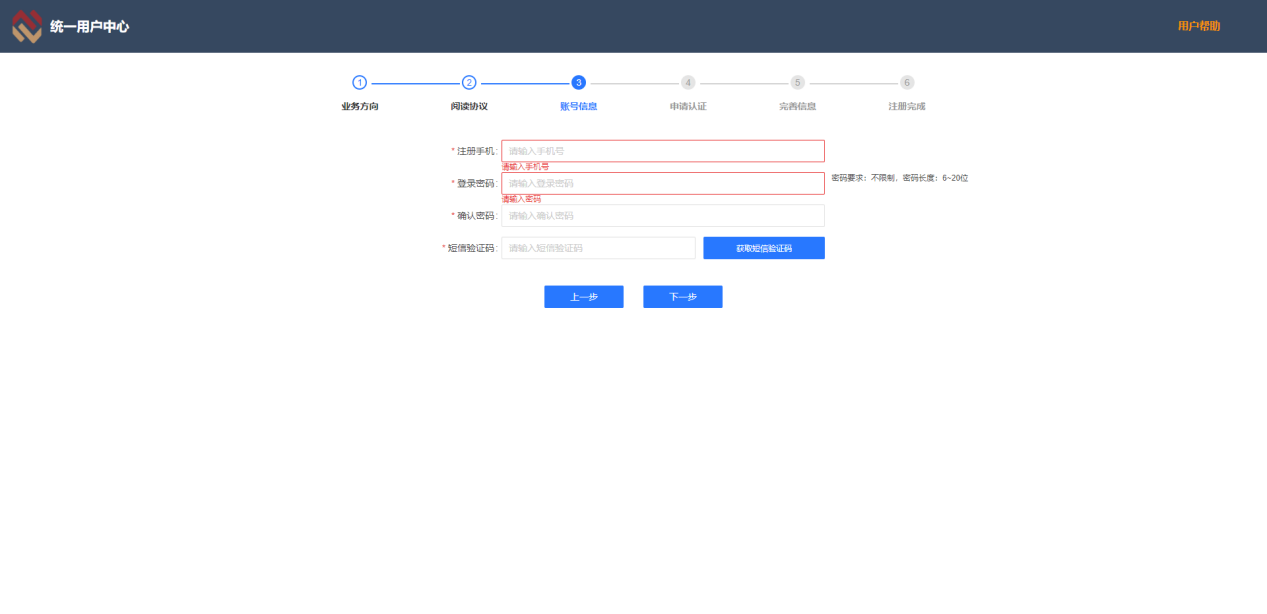 统一用户中心
用户帮助
1 2 3 4 5 6
业务方向 阅读协议 账号信息 申请认证 完善信息 注册完成
* 注册手机: 请输入手机号
请输入手机号
* 登录密码: 请输入登录密码 密码要求：不限制，密码长度：6~20位
请输入密码
* 确认密码: 请输入确认密码
* 短信验证码: 请输入短信验证码 获取短信验证码
上一步 下一步